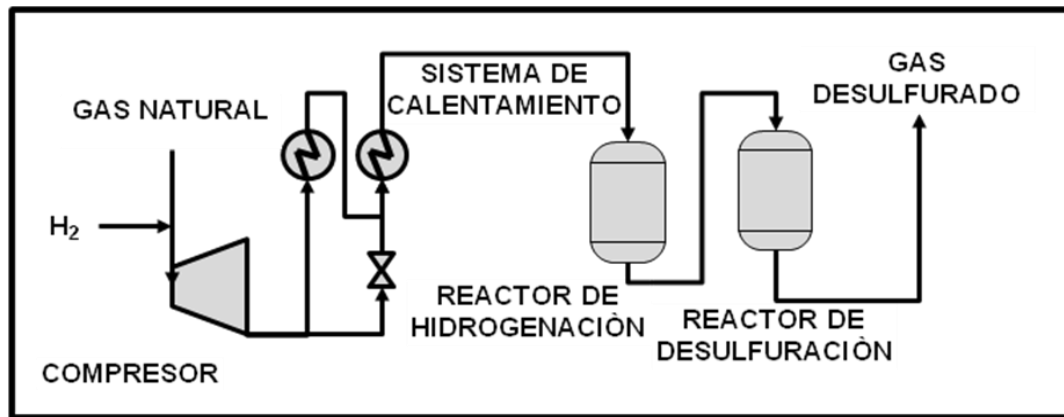 GAS NATURAL
H₂
COMPRESOR
SISTEMA DE
CALENTAMIENTO
REACTOR DE
HIDROGENACIÒN
REACTOR DE
DESULFURACIÒN
GAS
DESULFURADO